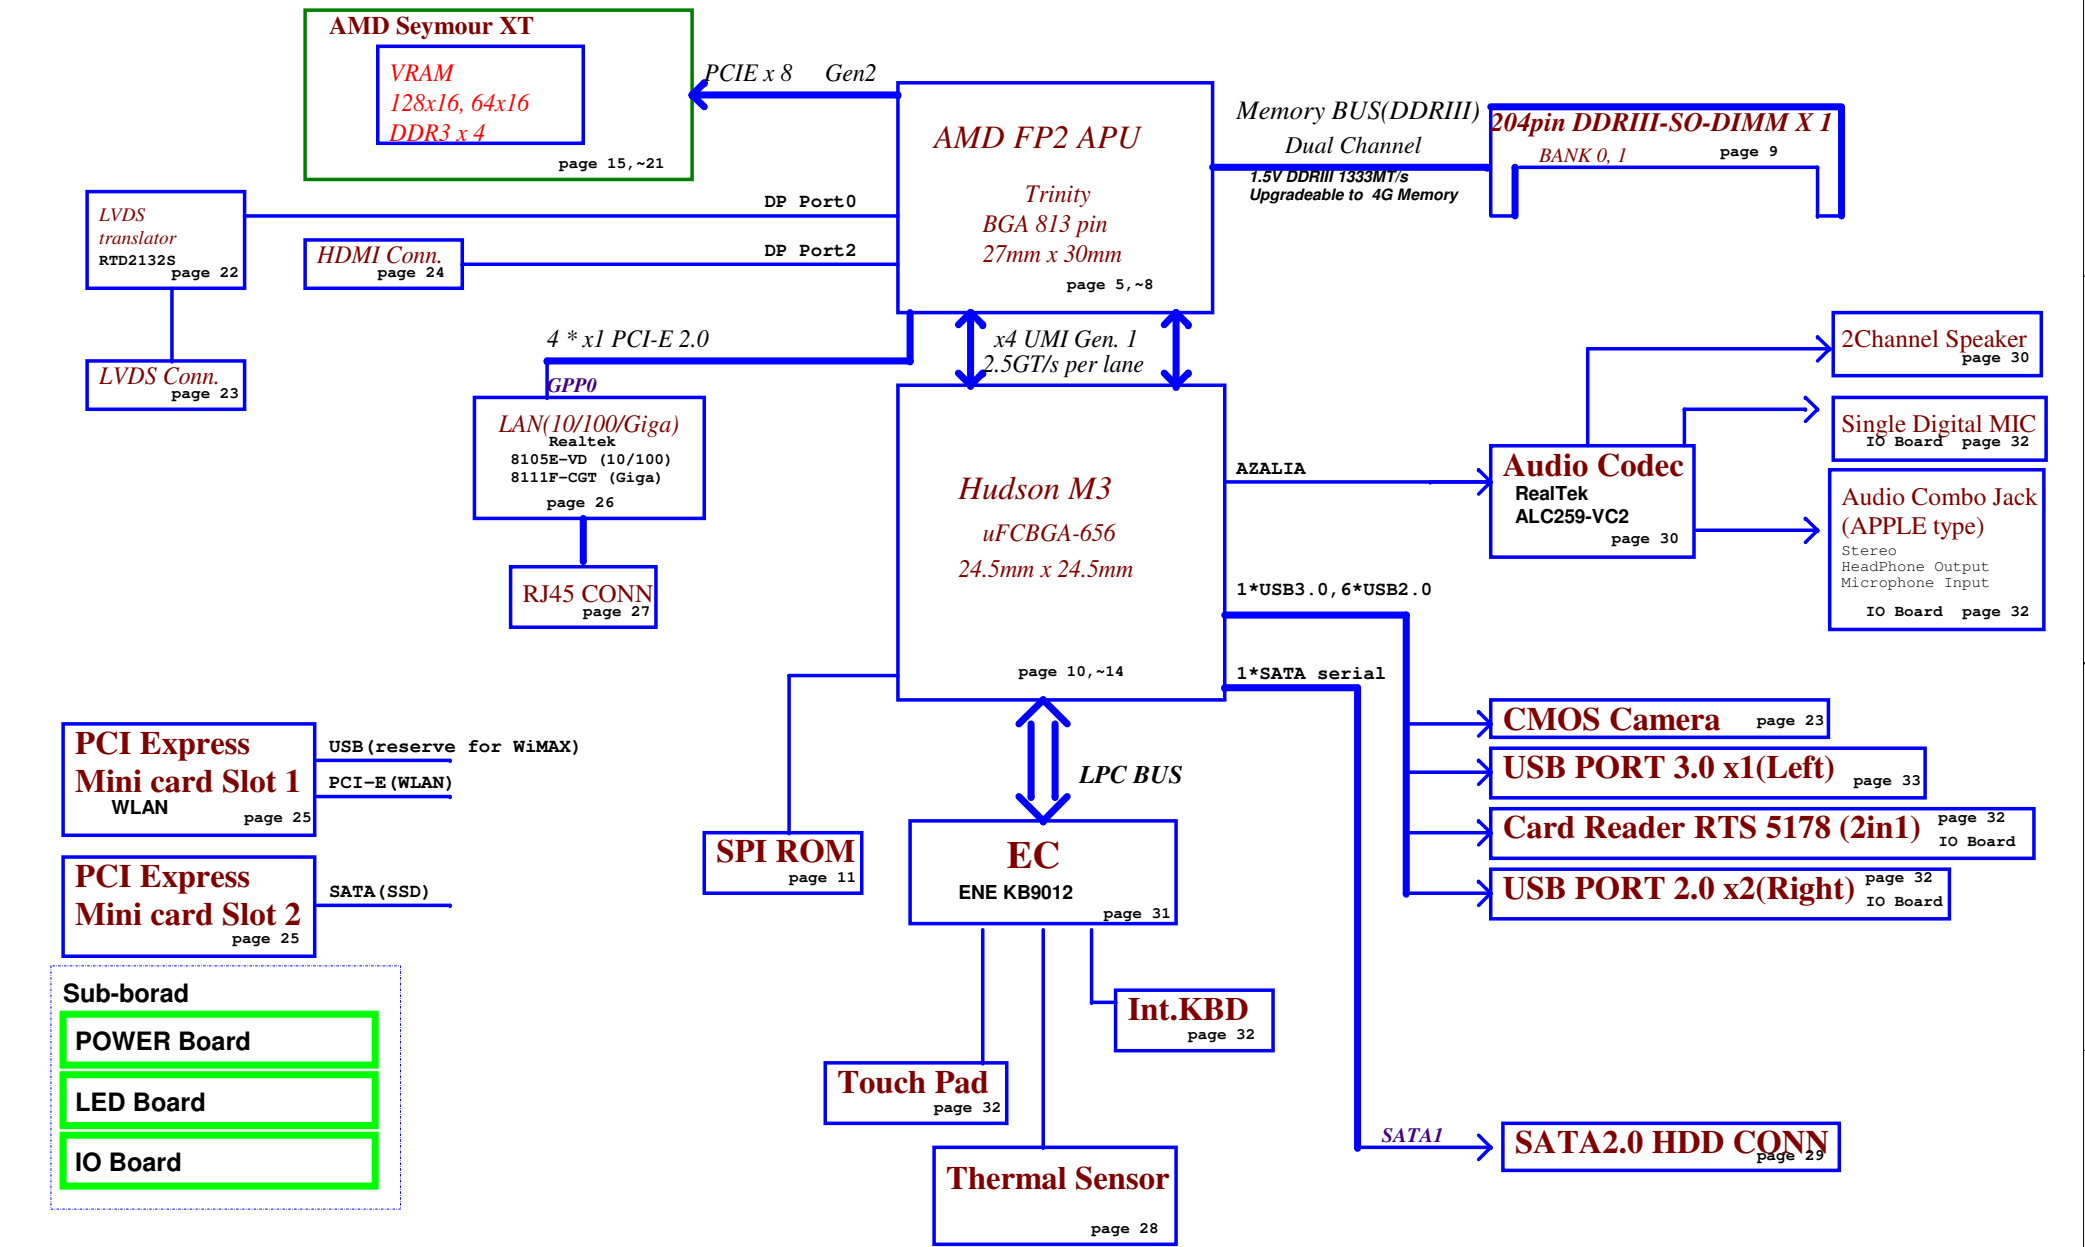 AMD Seymour XT
VRAM
128x16, 64x16
DDR3 x 4
page 15,~21
PCIE x 8 Gen2
AMD FP2 APU
Trinity
BGA 813 pin
27mm x 30mm
page 5,~8
Memory BUS(DDRIII)
Dual Channel
1.5V DDRIII 1333MT/s
Upgradeable to 4G Memory
204pin DDRIII-SO-DIMM X 1
BANK 0, 1 page 9
LVDS
translator
RTD2132S
page 22
DP Port0
HDMI Conn.
page 24
DP Port2
LVDS Conn.
page 23
4 * x1 PCI-E 2.0
GPP0
x4 UMI Gen. 1
2.5GT/s per lane
LAN(10/100/Giga)
Realtek
8105E-VD (10/100)
8111F-CGT (Giga)
page 26
RJ45 CONN
page 27
Hudson M3
uFCBGA-656
24.5mm x 24.5mm
page 10,~14
AZALIA
Audio Codec
RealTek
ALC259-VC2
page 30
2Channel Speaker
page 30
Single Digital MIC
IO Board page 32
Audio Combo Jack
(APPLE type)
Stereo
HeadPhone Output
Microphone Input
IO Board page 32
1*USB3.0,6*USB2.0
1*SATA serial
CMOS Camera page 23
USB PORT 3.0 x1(Left) page 33
Card Reader RTS 5178 (2in1) page 32
IO Board
USB PORT 2.0 x2(Right) page 32
IO Board
SATA1
SATA2.0 HDD CONN
page 29
PCI Express
Mini card Slot 1
WLAN
page 25
USB(reserve for WiMAX)
PCI-E(WLAN)
PCI Express
Mini card Slot 2
page 25
SATA(SSD)
SPI ROM
page 11
LPC BUS
EC
ENE KB9012
page 31
Int.KBD
page 32
Touch Pad
page 32
Thermal Sensor
page 28
Sub-borad
POWER Board
LED Board
IO Board